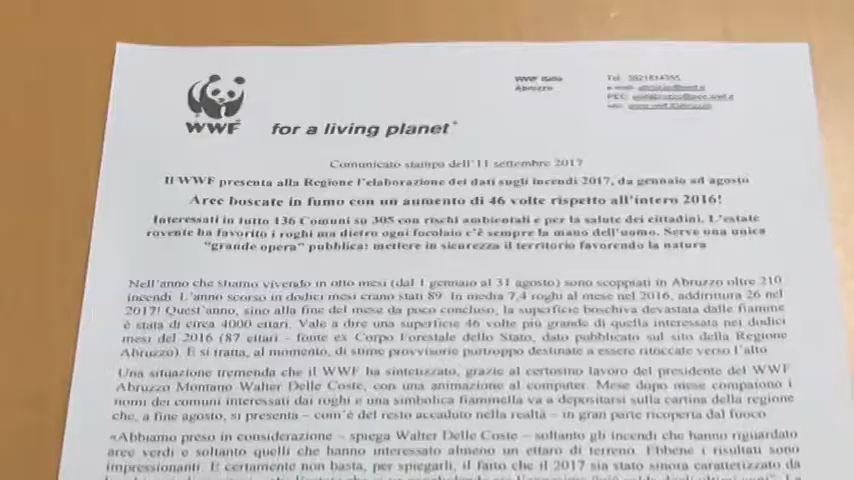 WWF
for a living planet®
WWF Italia
Abruzzo
Tel.
e-mail:
PEC:
Comunicato stampa dell'11 settembre 2017
Il WWF presenta alla Regione l'elaborazione dei dati sugli incendi 2017, da gennaio ad agosto
Aree boscate in fumo con un aumento di 46 volte rispetto all'intero 2016!
Interessati in tutto 136 Comuni su 305 con rischi ambientali e per la salute dei cittadini. L'estate
rovente ha favorito i roghi ma dietro ogni focolaio c'è sempre la mano dell'uomo. Serve una unica
"grande opera" pubblica: mettere in sicurezza il territorio favorendo la natura
Nell'anno che stiamo vivendo in otto mesi (dal 1 gennaio al 31 agosto) sono scoppiati in Abruzzo oltre 210
incendi. L'anno scorso in dodici mesi erano stati 89. In media 7,4 roghi al mese nel 2016, addirittura 26 nel
2017! Quest'anno, sino alla fine del mese da poco concluso, la superficie boschiva devastata dalle fiamme
è stata di circa 4000 ettari. Vale a dire una superficie 46 volte più grande di quella interessata nei dodici
mesi del 2016 (87 ettari - fonte ex Corpo Forestale dello Stato, dato pubblicato sul sito della Regione
Abruzzo). E si tratta, al momento, di stime provvisorie purtroppo destinate a essere ritoccate verso l'alto
Una situazione tremenda che il WWF ha sintetizzato, grazie al certosino lavoro del presidente del WWF
Abruzzo Montano Walter Delle Coste, con una animazione al computer. Mese dopo mese compaiono i
nomi dei comuni interessati dai roghi e una simbolica fiammella va a depositarsi sulla cartina della regione
che, a fine agosto, si presenta – com'è del resto accaduto nella realtà – in gran parte ricoperta dal fuoco
«Abbiamo preso in considerazione – spiega Walter Delle Coste – soltanto gli incendi che hanno riguardato
aree verdi e soltanto quelli che hanno interessato almeno un ettaro di terreno. Ebbene i risultati sono
impressionanti. E certamente non basta, per spiegarli, il fatto che il 2017 sia stato sinora caratterizzato da